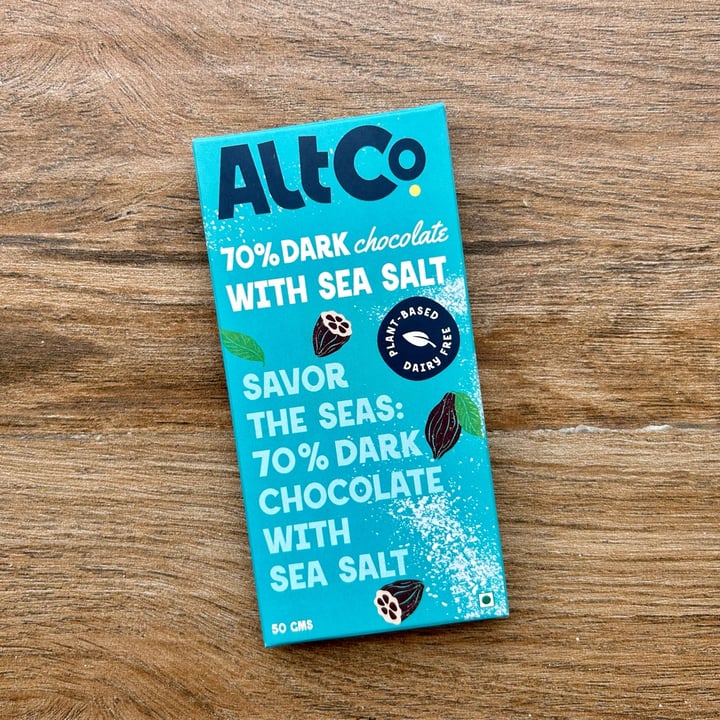 AltCo.
70% DARK chocolate
WITH SEA SALT
PLANT-BASED
DAIRY FREE
SAVOR
THE SEAS:
70% DARK
CHOCOLATE
WITH
SEA SALT
50 GMS